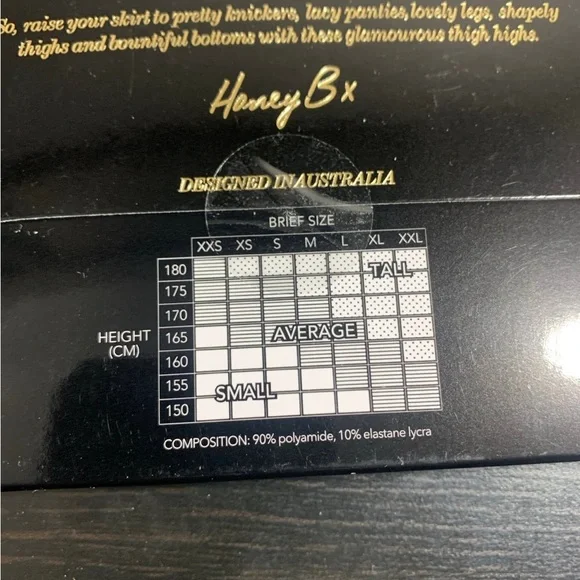 So, raise your skirt to pretty knickers, lacy panties, lovely legs, shapely
thighs and bountiful bottoms with these glamourous thigh highs.
Honey B x
DESIGNED IN AUSTRALIA
BRIEF SIZE
XXS XS S M L XL XXL
180 TALL
175
170
HEIGHT (CM) 165 AVERAGE
160
155 SMALL
150
COMPOSITION: 90% polyamide, 10% elastane lycra